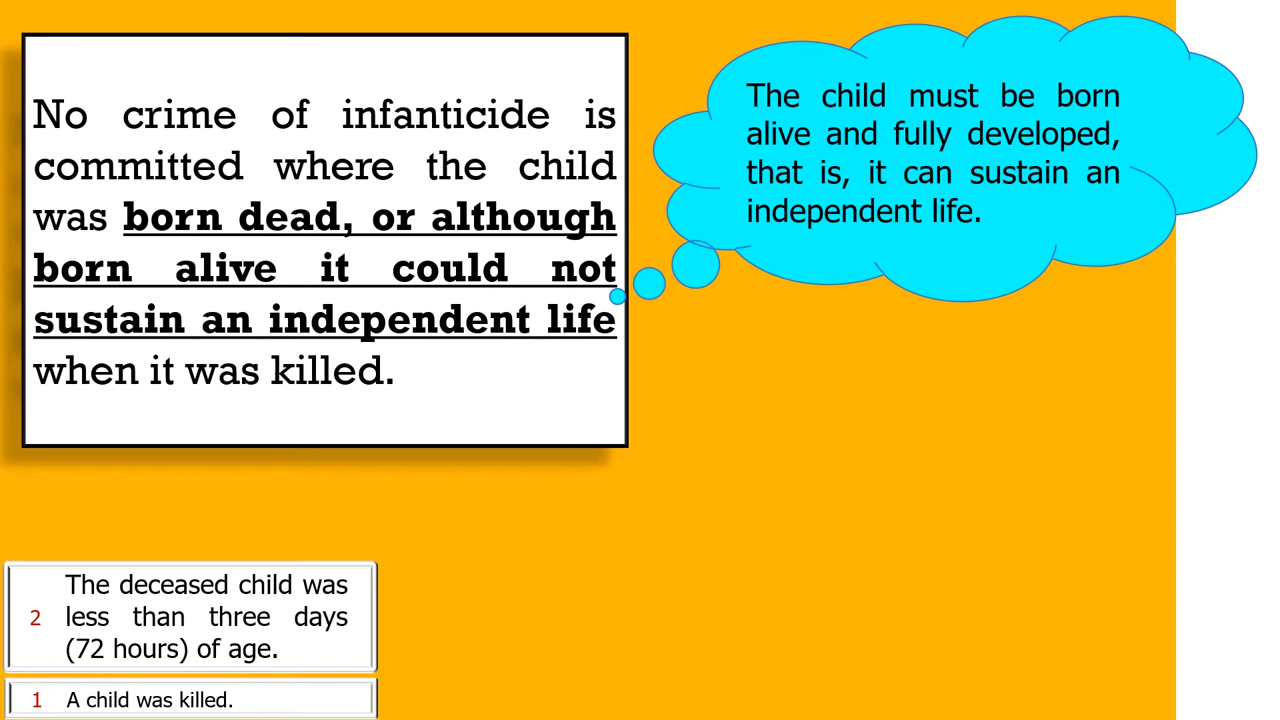 No crime of infanticide is
committed where the child
was born dead, or although
born alive it could not
sustain an independent life
when it was killed.
The child must be born
alive and fully developed,
that is, it can sustain an
independent life.
The deceased child was
2 less than three days
(72 hours) of age.
1 A child was killed.